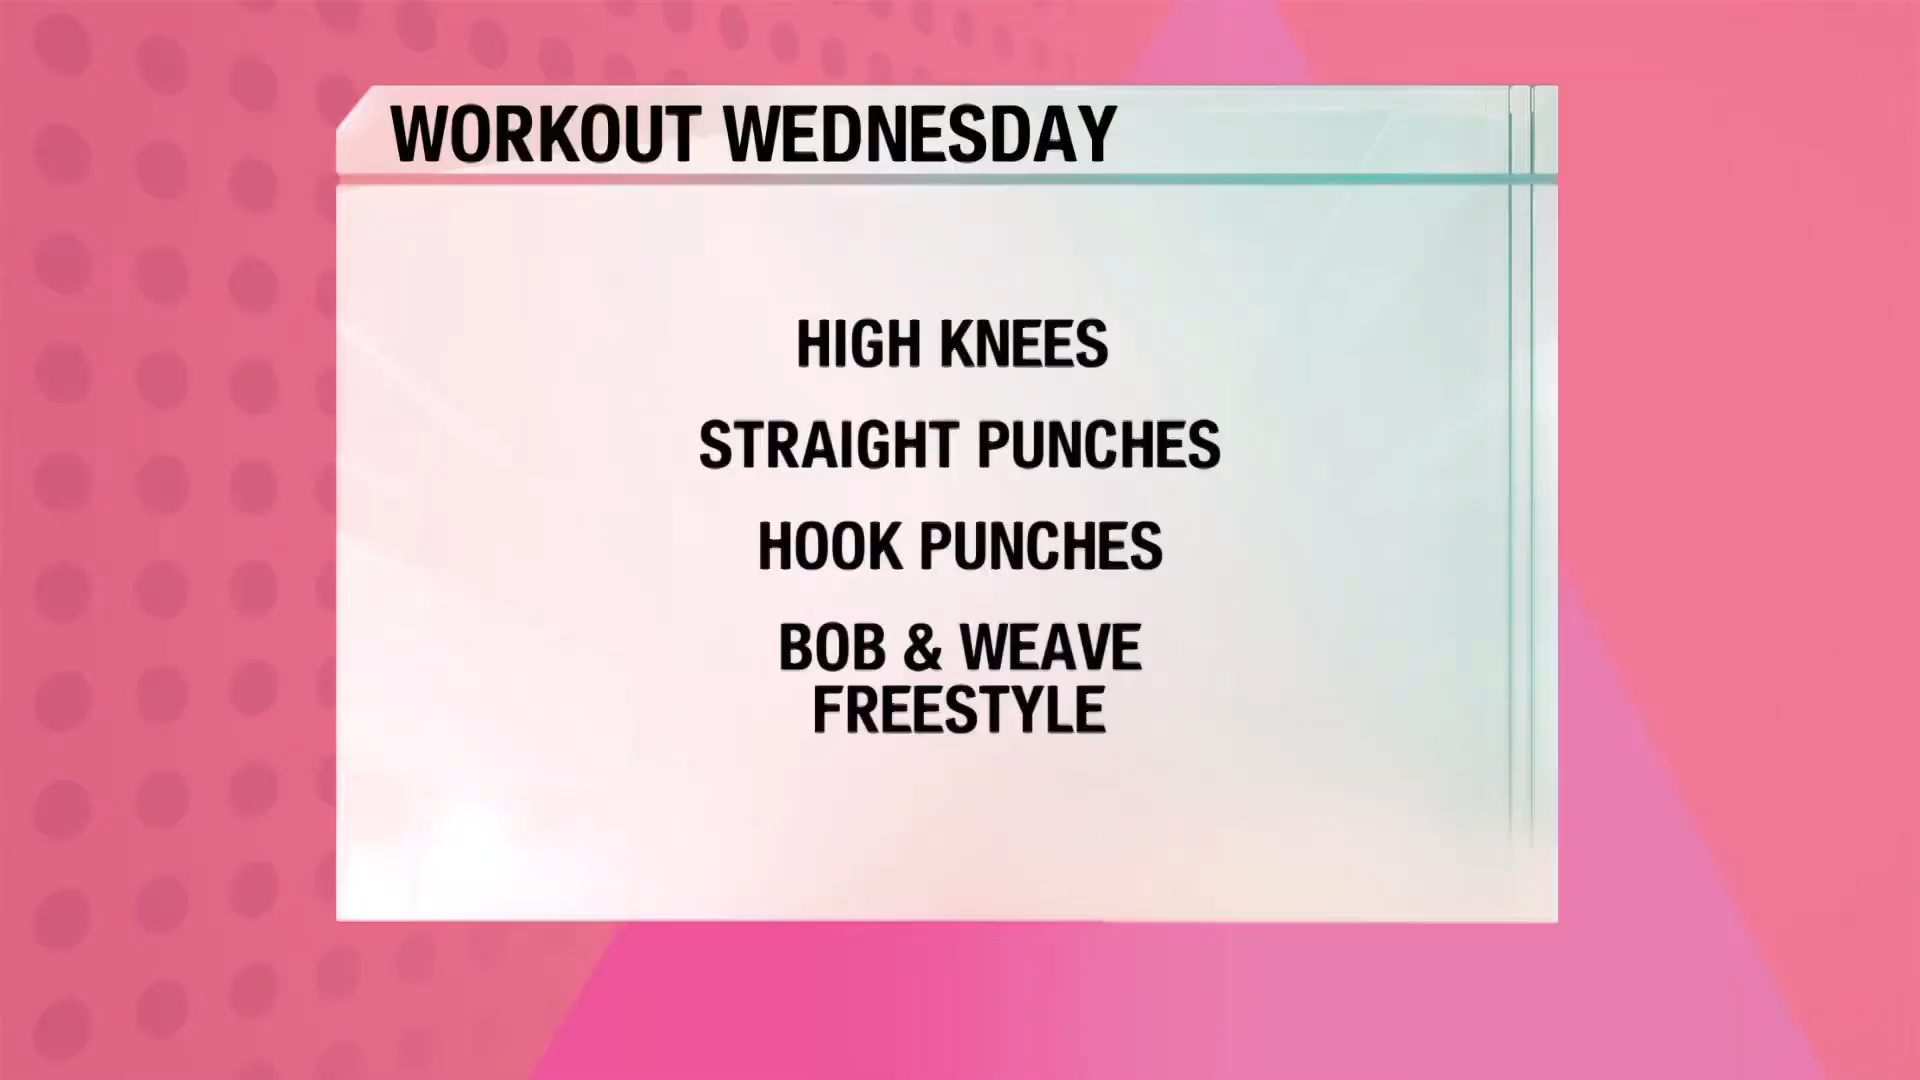 WORKOUT WEDNESDAY
HIGH KNEES
STRAIGHT PUNCHES
HOOK PUNCHES
BOB & WEAVE
FREESTYLE